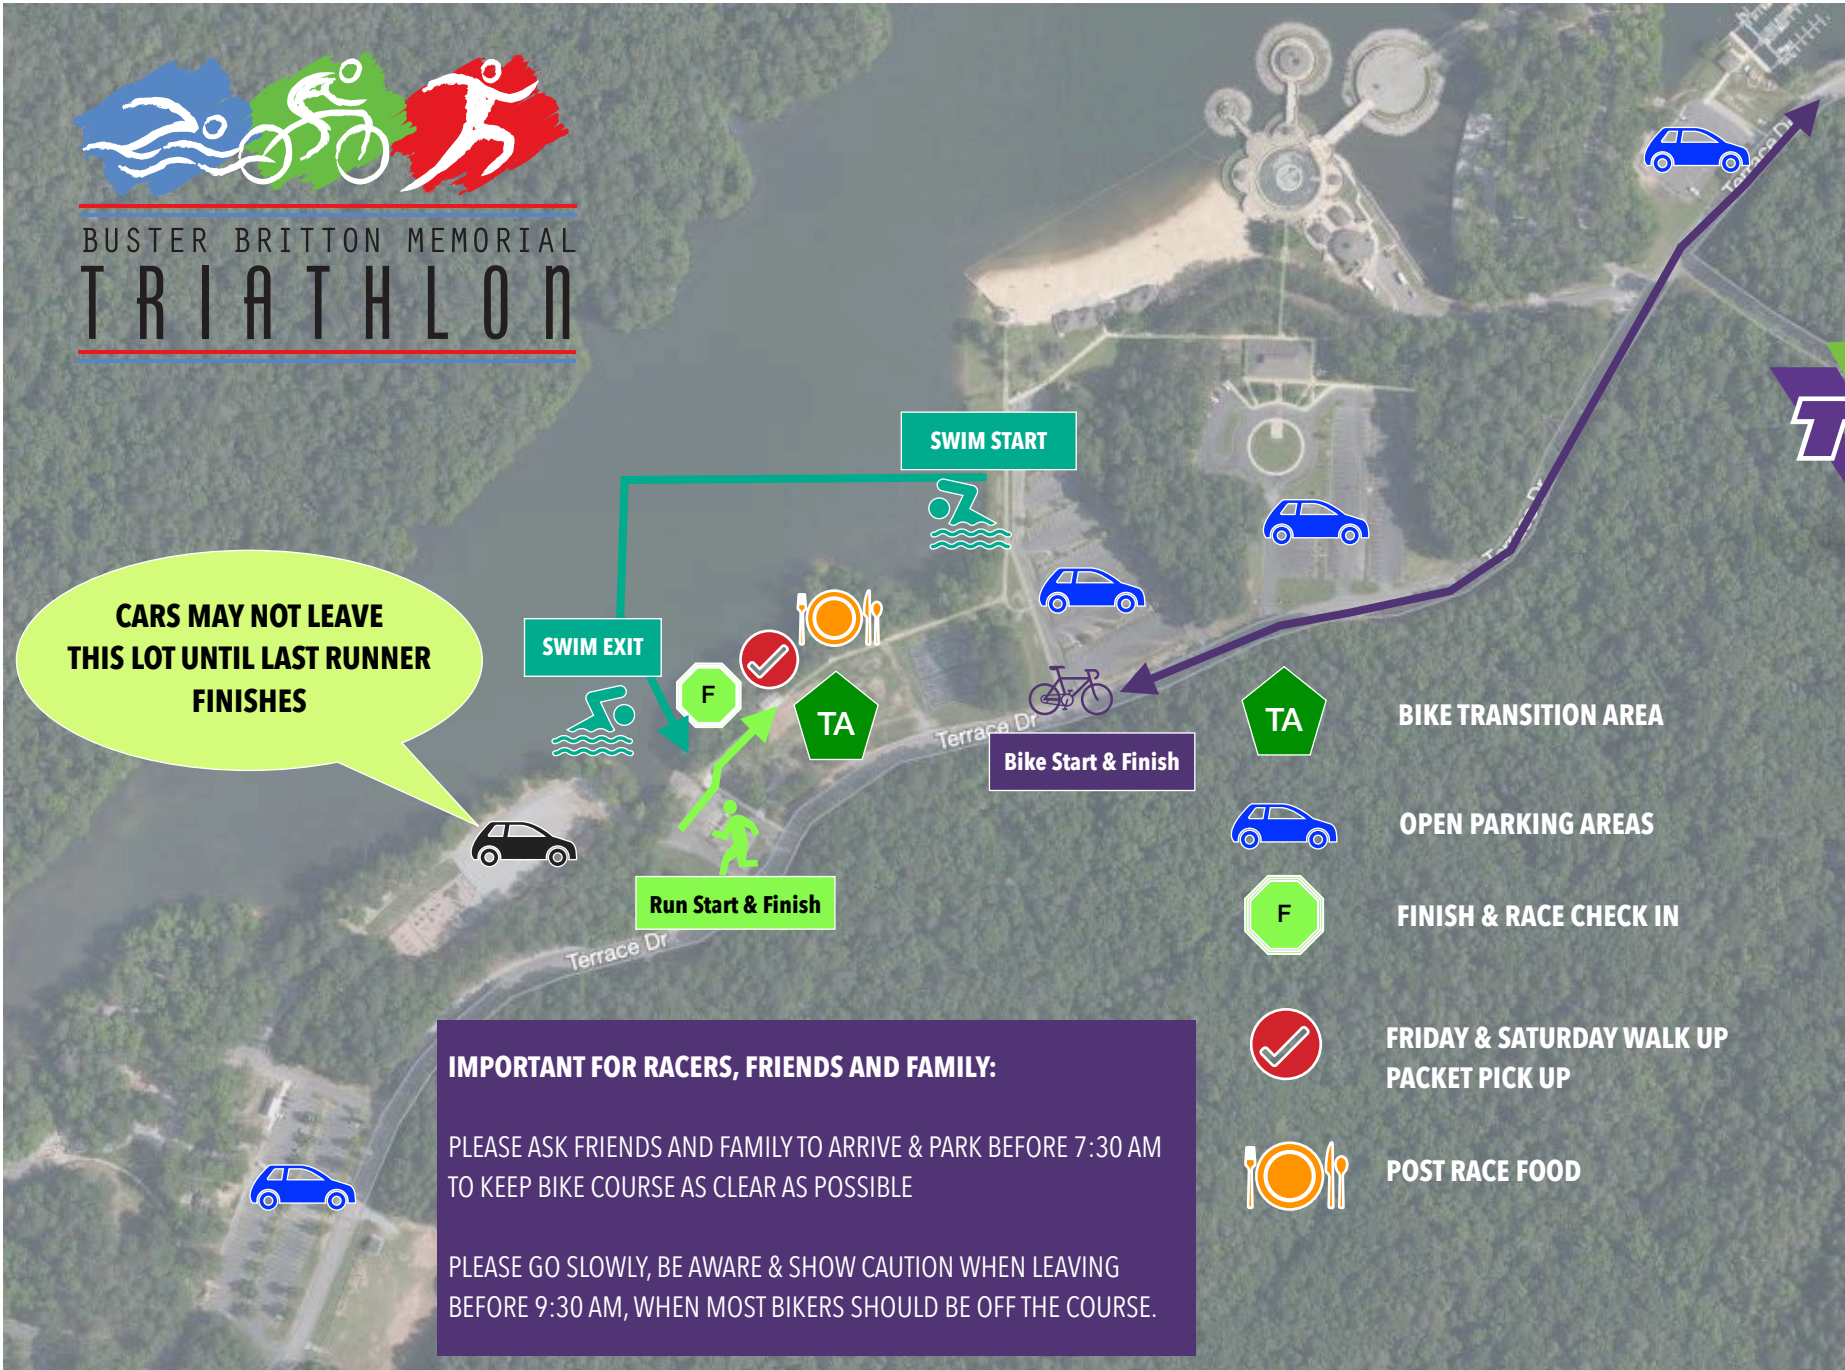 BUSTER BRITTON MEMORIAL
TRIATHLON
Terrace Dr
SWIM START
Terrace Dr
T
CARS MAY NOT LEAVE
THIS LOT UNTIL LAST RUNNER
FINISHES
SWIM EXIT
F
TA
Terrace Dr
Bike Start & Finish
Run Start & Finish
Terrace Dr
TA
BIKE TRANSITION AREA
OPEN PARKING AREAS
F
FINISH & RACE CHECK IN
FRIDAY & SATURDAY WALK UP
PACKET PICK UP
POST RACE FOOD
IMPORTANT FOR RACERS, FRIENDS AND FAMILY:
PLEASE ASK FRIENDS AND FAMILY TO ARRIVE & PARK BEFORE 7:30 AM
TO KEEP BIKE COURSE AS CLEAR AS POSSIBLE
PLEASE GO SLOWLY, BE AWARE & SHOW CAUTION WHEN LEAVING
BEFORE 9:30 AM, WHEN MOST BIKERS SHOULD BE OFF THE COURSE.